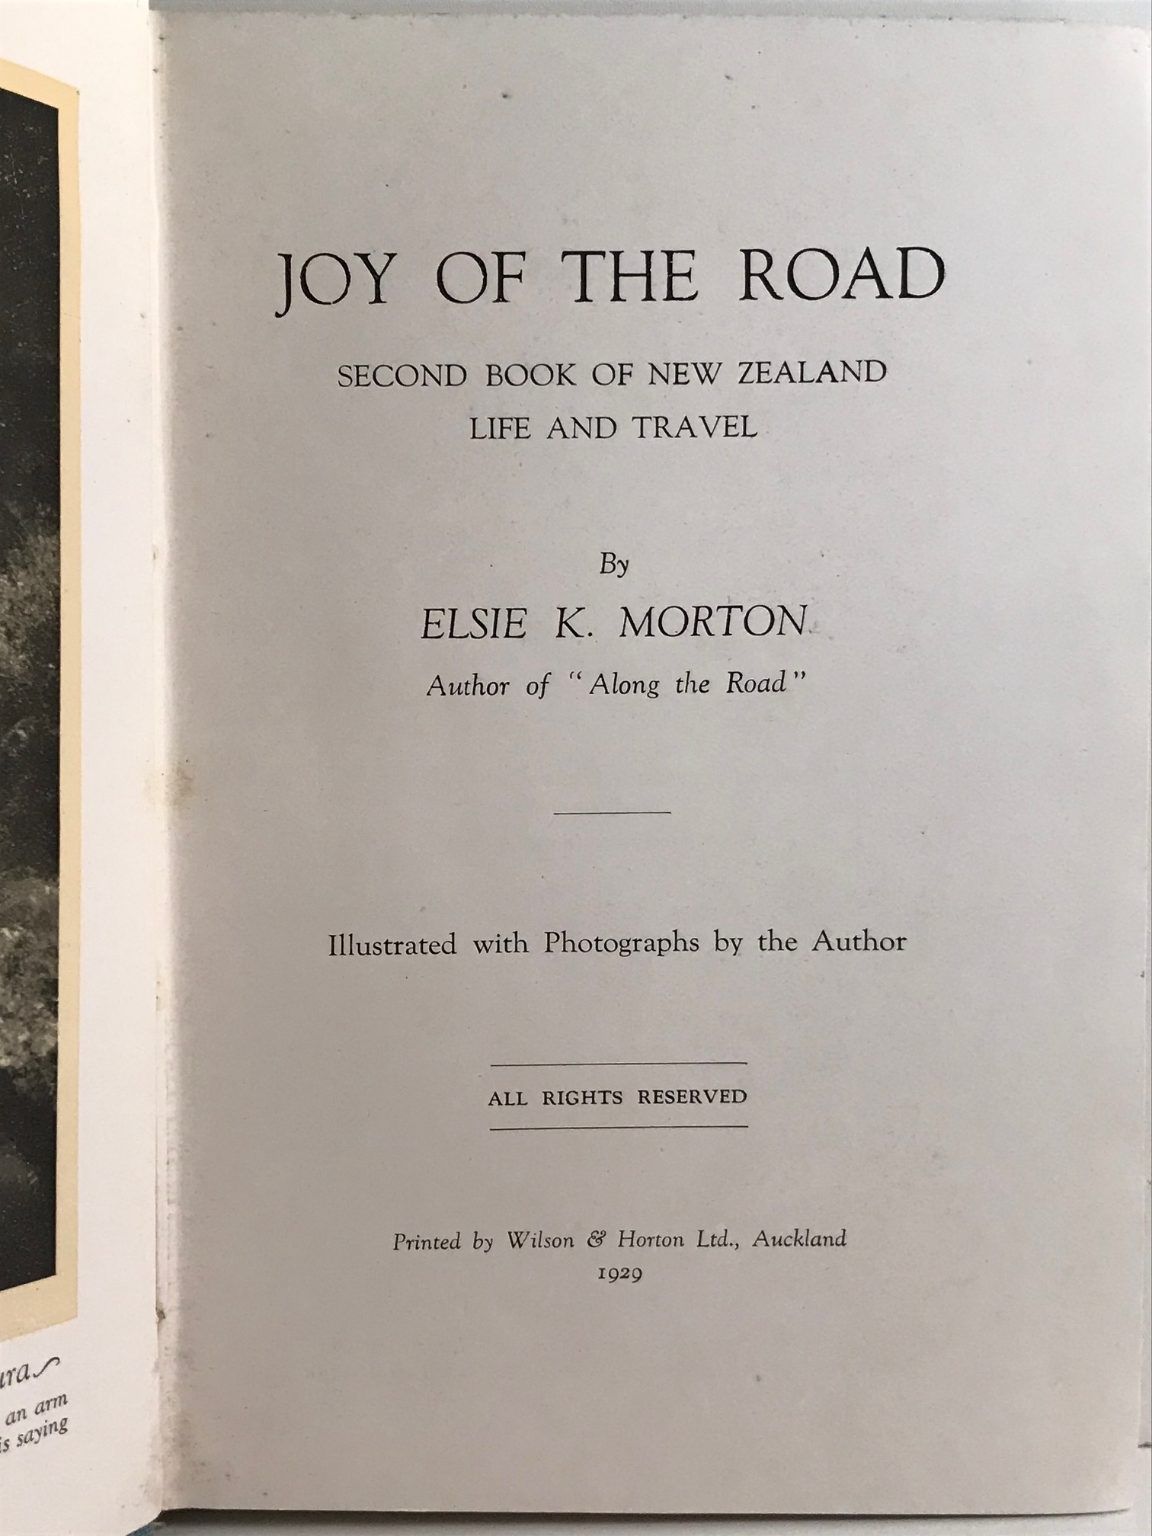 JOY OF THE ROAD
SECOND BOOK OF NEW ZEALAND
LIFE AND TRAVEL
By
ELSIE K. MORTON
Author of "Along the Road"
Illustrated with Photographs by the Author
ALL RIGHTS RESERVED
Printed by Wilson & Horton Ltd., Auckland
1929
an arm
saying